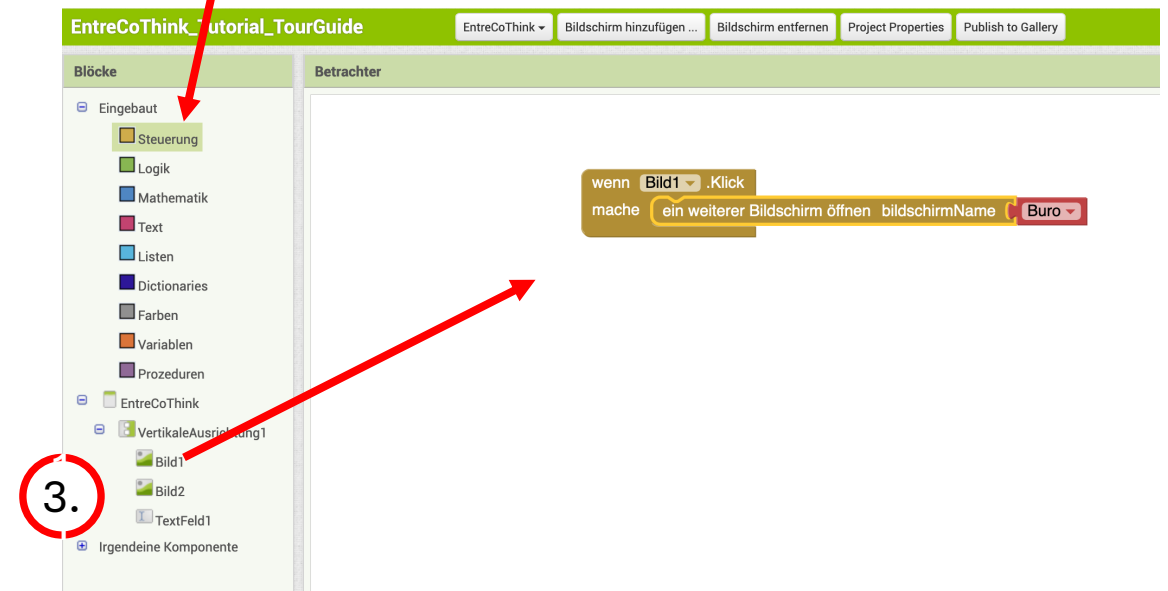 EntreCoThink_Tutorial_TourGuide
EntreCoThink
Bildschirm hinzufügen ...
Bildschirm entfernen
Project Properties
Publish to Gallery
Blöcke
Betrachter
Eingebaut
Steuerung
Logik
Mathematik
Text
Listen
Dictionaries
Farben
Variablen
Prozeduren
EntreCoThink
VertikaleAusrichtung1
Bild1
Bild2
TextFeld1
Irgendeine Komponente
3.
wenn Bild1 .Klick
mache ein weiterer Bildschirm öffnen bildschirmName Buro